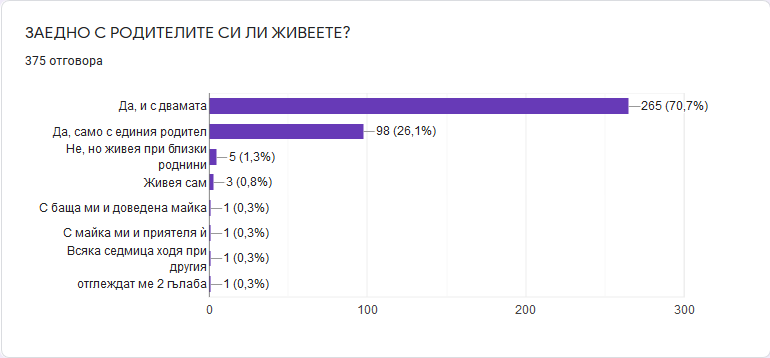 ЗАЕДНО С РОДИТЕЛИТЕ СИ ЛИ ЖИВЕЕТЕ?
375 отговора
Да, и с двамата
265 (70,7%)
Да, само с единия родител
98 (26,1%)
Не, но живея при близки
роднини
5 (1,3%)
Живея сам
3 (0,8%)
С баща ми и доведена майка
1 (0,3%)
С майка ми и приятеля ѝ
1 (0,3%)
Всяка седмица ходя при
другия
1 (0,3%)
отглеждат ме 2 гълаба
1 (0,3%)
0
100
200
300